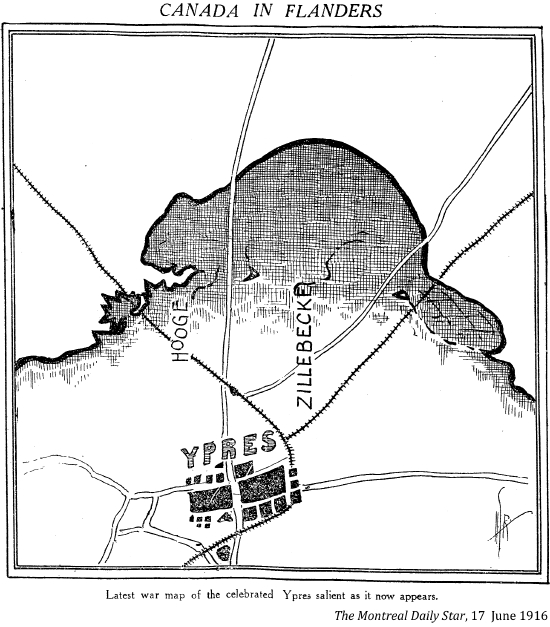 CANADA IN FLANDERS
HOOGE
ZILLEBECKE
YPRES
Latest war map of the celebrated Ypres salient as it now appears.
The Montreal Daily Star, 17 June 1916